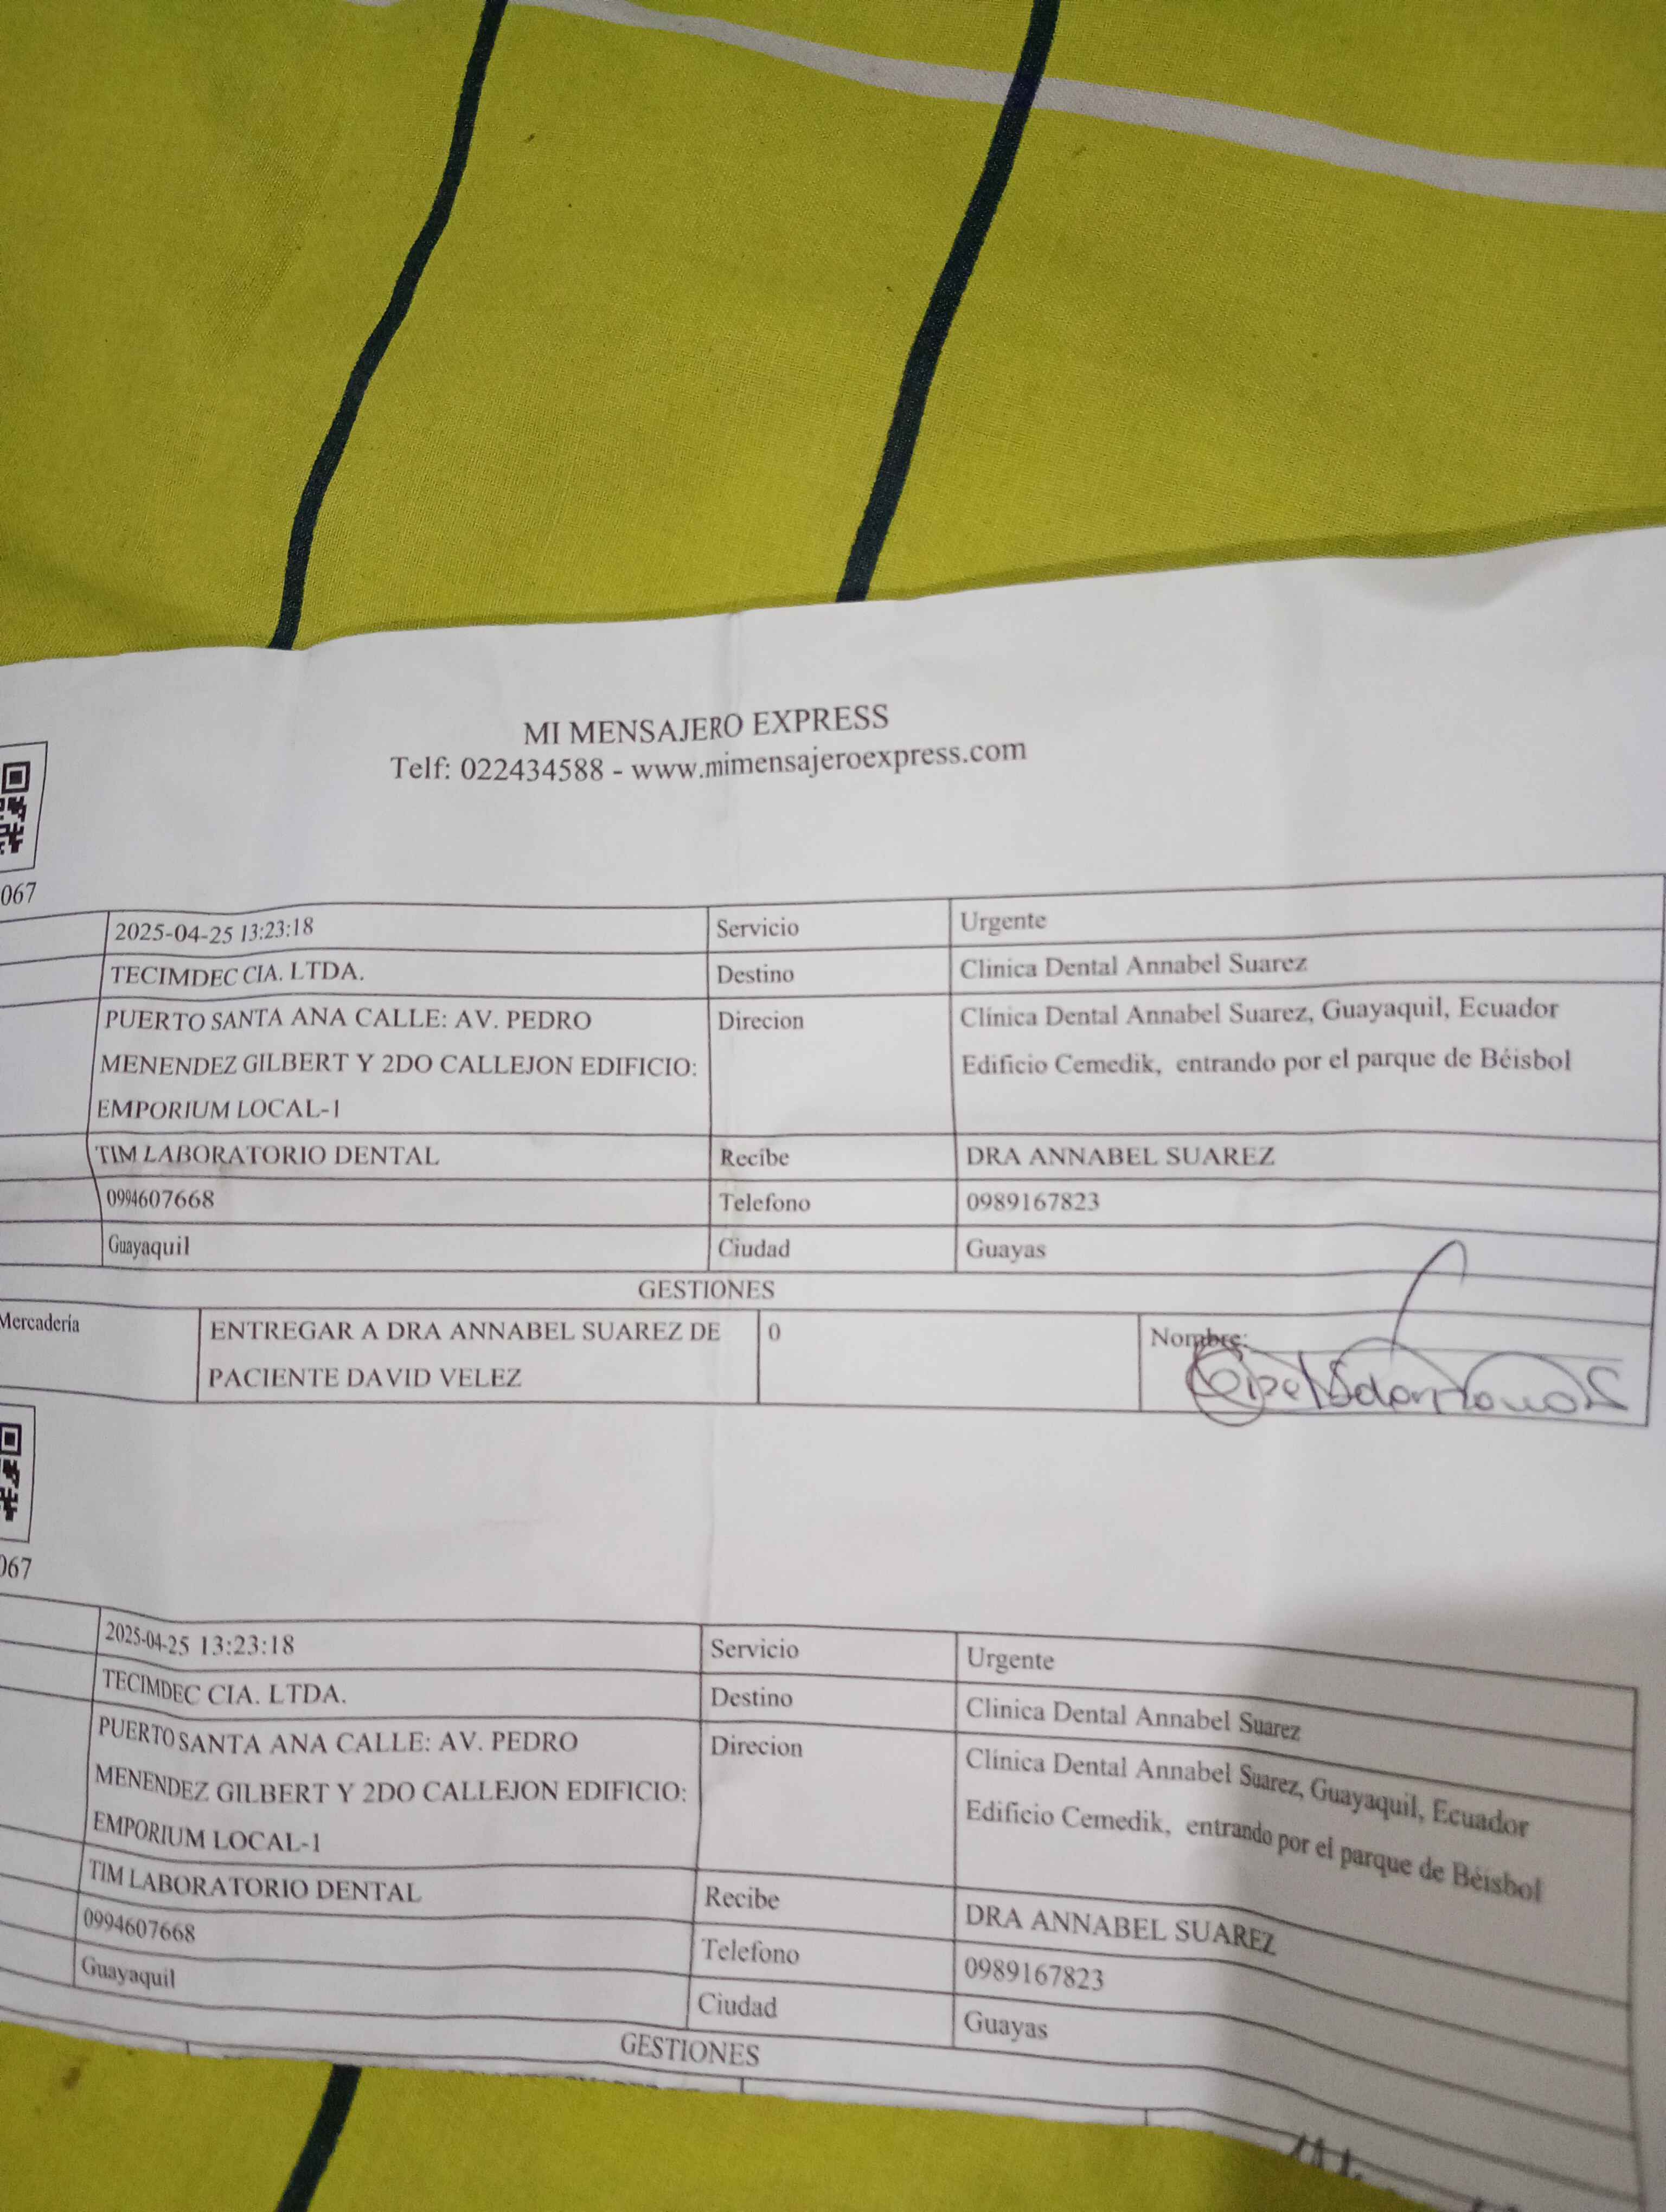 MI MENSAJERO EXPRESS
Telf: 022434588 - www.mimensajeroexpress.com
067
2025-04-25 13:23:18 Servicio Urgente
TECIMDEC CIA. LTDA. Destino Clinica Dental Annabel Suarez
PUERTO SANTA ANA CALLE: AV. PEDRO Direcion Clínica Dental Annabel Suarez, Guayaquil, Ecuador
MENENDEZ GILBERT Y 2DO CALLEJON EDIFICIO: Edificio Cemedik, entrando por el parque de Béisbol
EMPORIUM LOCAL-1
TIM LABORATORIO DENTAL Recibe DRA ANNABEL SUAREZ
0994607668 Telefono 0989167823
Guayaquil Ciudad Guayas
GESTIONES
Mercadería ENTREGAR A DRA ANNABEL SUAREZ DE 0 Nombre:
PACIENTE DAVID VELEZ
067
2025-04-25 13:23:18 Servicio Urgente
TECIMDEC CIA. LTDA. Destino Clinica Dental Annabel Suarez
PUERTO SANTA ANA CALLE: AV. PEDRO Direcion Clínica Dental Annabel Suarez, Guayaquil, Ecuador
MENENDEZ GILBERT Y 2DO CALLEJON EDIFICIO: Edificio Cemedik, entrando por el parque de Béisbol
EMPORIUM LOCAL-1
TIM LABORATORIO DENTAL Recibe DRA ANNABEL SUAREZ
0994607668 Telefono 0989167823
Guayaquil Ciudad Guayas
GESTIONES